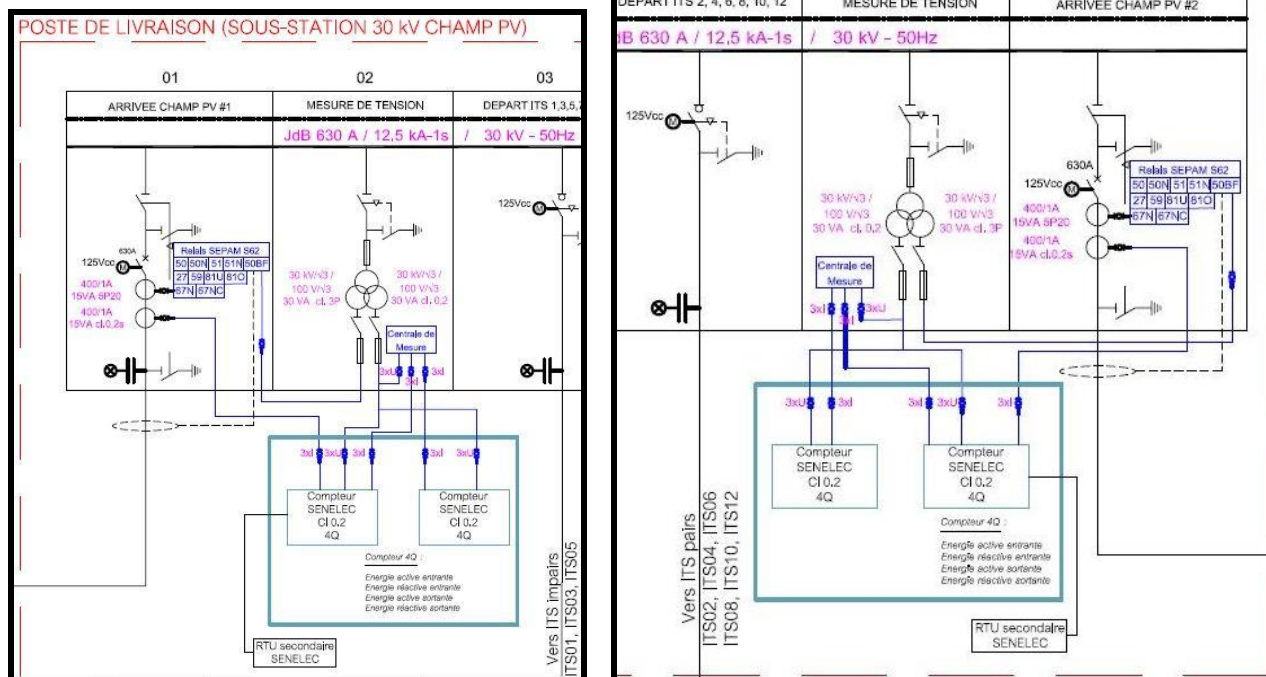 POSTE DE LIVRAISON (SOUS-STATION 30 kV CHAMP PV)
01
02
03
ARRIVEE CHAMP PV #1
MESURE DE TENSION
DEPART ITS 1,3,5,
JdB 630 A / 12,5 kA-1s / 30 kV - 50Hz
125Vcc
M
630A
125Vcc
M
400/1A
15VA 5P20
400/1A
15VA cl.0,2s
Relais SEPAM S62
50 50N 51 51N 50BF
27 59 81U 81O
67N 67NC
30 kV/√3 /
100 V/√3
30 VA cl. 3P
30 kV/√3 /
100 V/√3
30 VA cl. 0,2
Centrale de
Mesure
3xU
3xI
3xI
3xI
3xU
3xI
3xI
3xU
Compteur
SENELEC
Cl 0.2
4Q
Compteur
SENELEC
Cl 0.2
4Q
Compteur 4Q :
Energie active entrante
Energie réactive entrante
Energie active sortante
Energie réactive sortante
RTU secondaire
SENELEC
Vers ITS impairs
ITS01, ITS03, ITS05
DEPART ITS 2, 4, 6, 8, 10, 12
MESURE DE TENSION
ARRIVEE CHAMP PV #2
JdB 630 A / 12,5 kA-1s / 30 kV - 50Hz
125Vcc
M
30 kV/√3 /
100 V/√3
30 VA cl. 0,2
30 kV/√3 /
100 V/√3
30 VA cl. 3P
Centrale de
Mesure
3xI
3xI
3xU
630A
125Vcc
M
400/1A
15VA 5P20
400/1A
15VA cl.0,2s
Relais SEPAM S62
50 50N 51 51N 50BF
27 59 81U 81O
67N 67NC
3xU
3xI
3xI
3xU
3xI
Compteur
SENELEC
Cl 0.2
4Q
Compteur
SENELEC
Cl 0.2
4Q
Compteur 4Q :
Energie active entrante
Energie réactive entrante
Energie active sortante
Energie réactive sortante
RTU secondaire
SENELEC
Vers ITS pairs
ITS02, ITS04, ITS06
ITS08, ITS10, ITS12